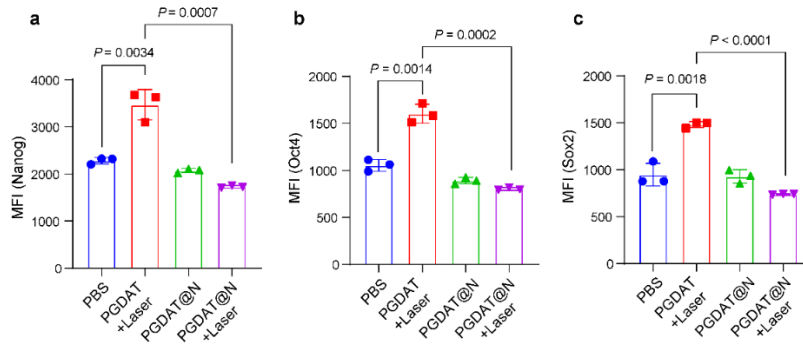 a
P = 0.0007
P = 0.0034
MFI (Nanog)
4000
3000
2000
1000
0
PBS
PGDAT
+Laser
PGDAT@N
PGDAT@N
+Laser
b
P = 0.0002
P = 0.0014
MFI (Oct4)
2000
1500
1000
500
0
PBS
PGDAT
+Laser
PGDAT@N
PGDAT@N
+Laser
c
P < 0.0001
P = 0.0018
MFI (Sox2)
2000
1500
1000
500
0
PBS
PGDAT
+Laser
PGDAT@N
PGDAT@N
+Laser